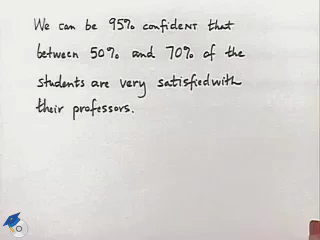 We can be 95% confident that
between 50% and 70% of the
students are very satisfied with
their professors.